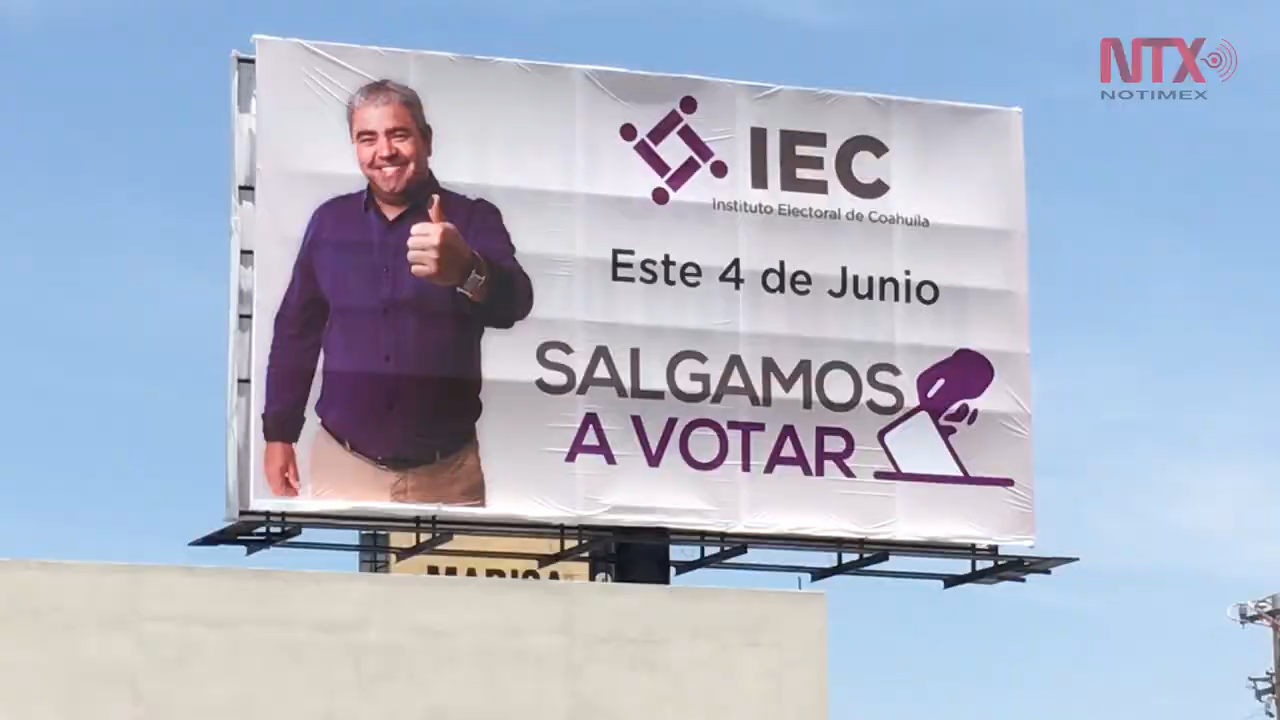 NTX
NOTIMEX
IEC
Instituto Electoral de Coahuila
Este 4 de Junio
SALGAMOS
A VOTAR